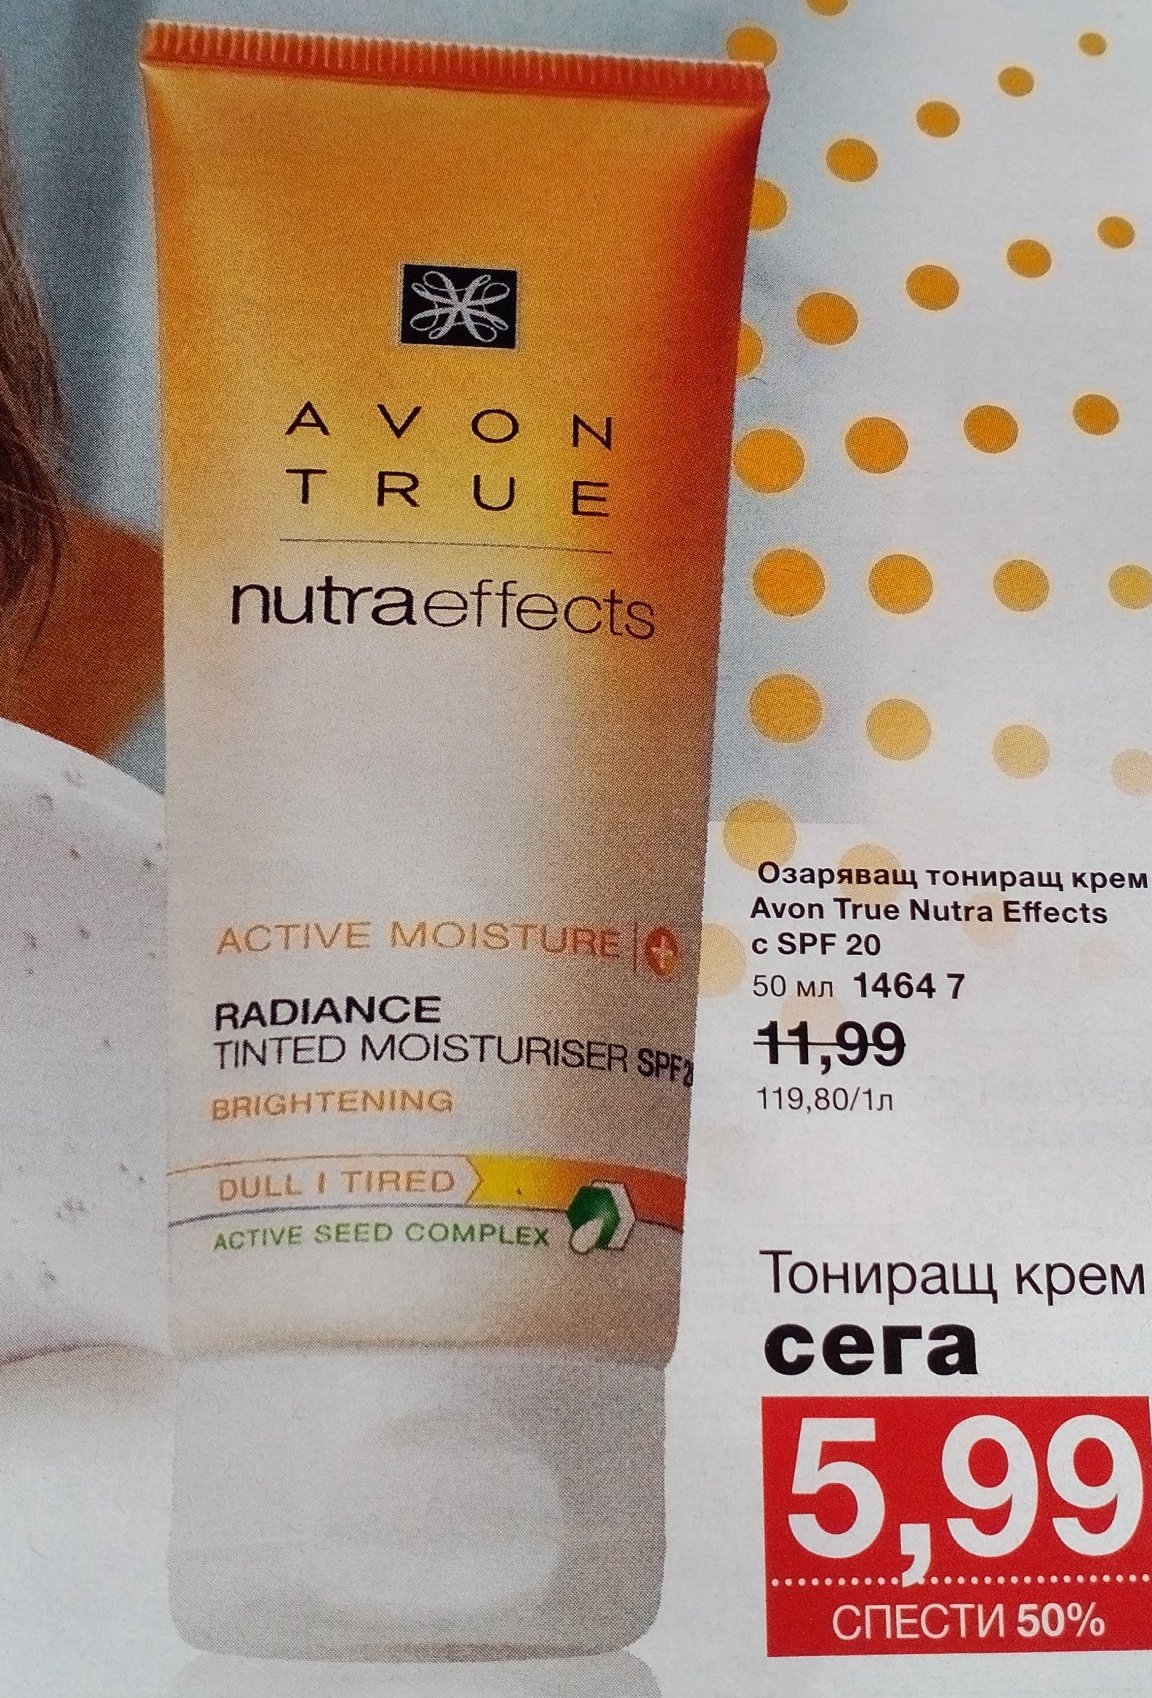 AVON
TRUE
nutraeffects
ACTIVE MOISTURE
RADIANCE
TINTED MOISTURISER SPF 20
BRIGHTENING
DULL | TIRED
ACTIVE SEED COMPLEX
Озаряващ тониращ крем
Avon True Nutra Effects
с SPF 20
50 мл 1464 7
11,99
119,80/1л
Тониращ крем
сега
5,99
СПЕСТИ 50%